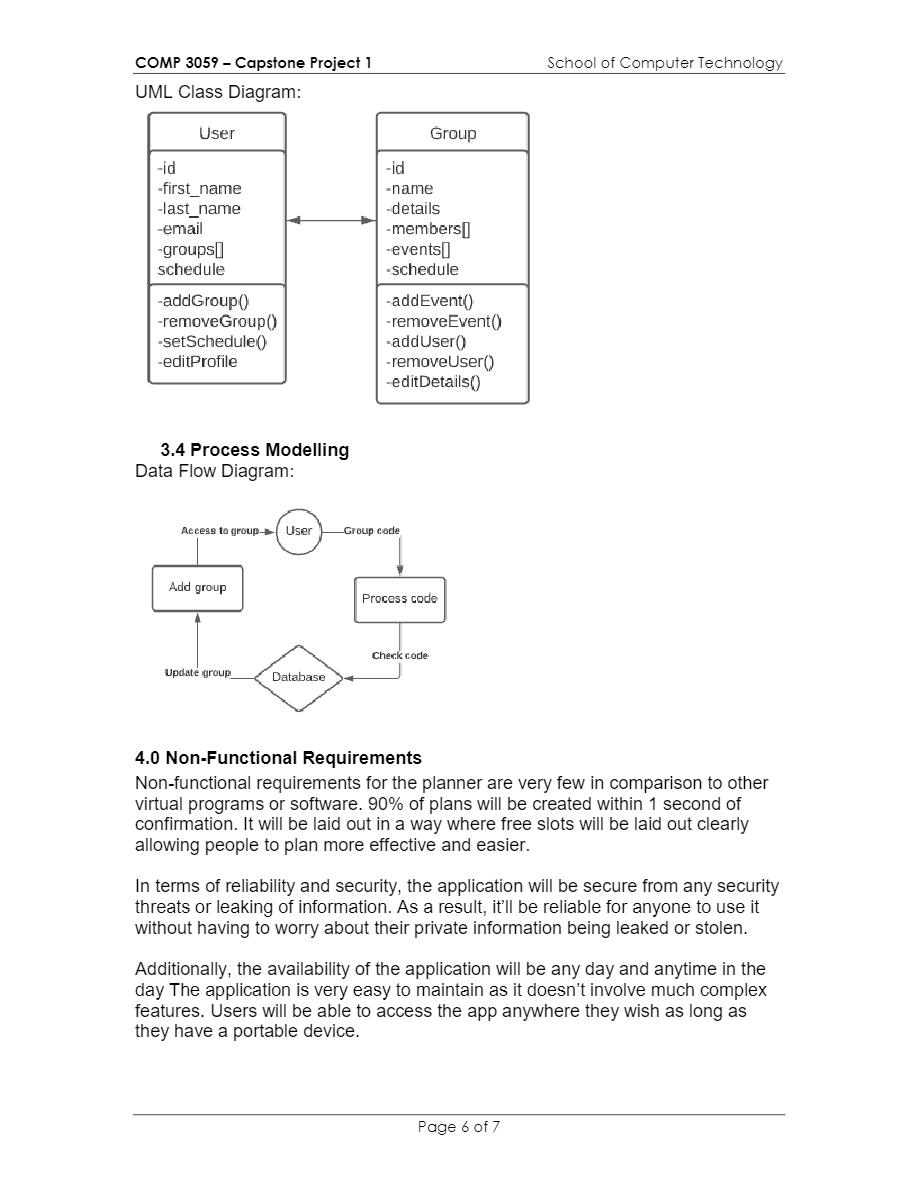 COMP 3059 – Capstone Project 1 School of Computer Technology
UML Class Diagram:
User
-id
-first_name
-last_name
-email
-groups[]
schedule
-addGroup()
-removeGroup()
-setSchedule()
-editProfile
Group
-id
-name
-details
-members[]
-events[]
-schedule
-addEvent()
-removeEvent()
-addUser()
-removeUser()
-editDetails()
3.4 Process Modelling
Data Flow Diagram:
Access to group
User
Group code
Add group
Process code
Check code
Update group
Database
4.0 Non-Functional Requirements
Non-functional requirements for the planner are very few in comparison to other
virtual programs or software. 90% of plans will be created within 1 second of
confirmation. It will be laid out in a way where free slots will be laid out clearly
allowing people to plan more effective and easier.
In terms of reliability and security, the application will be secure from any security
threats or leaking of information. As a result, it’ll be reliable for anyone to use it
without having to worry about their private information being leaked or stolen.
Additionally, the availability of the application will be any day and anytime in the
day The application is very easy to maintain as it doesn’t involve much complex
features. Users will be able to access the app anywhere they wish as long as
they have a portable device.
Page 6 of 7